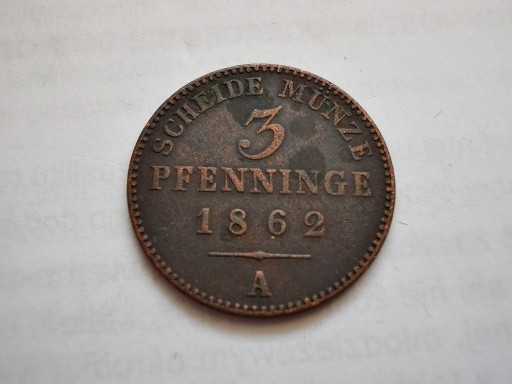 SCHEIDE MÜNZE
3
PFENNINGE
1862
A